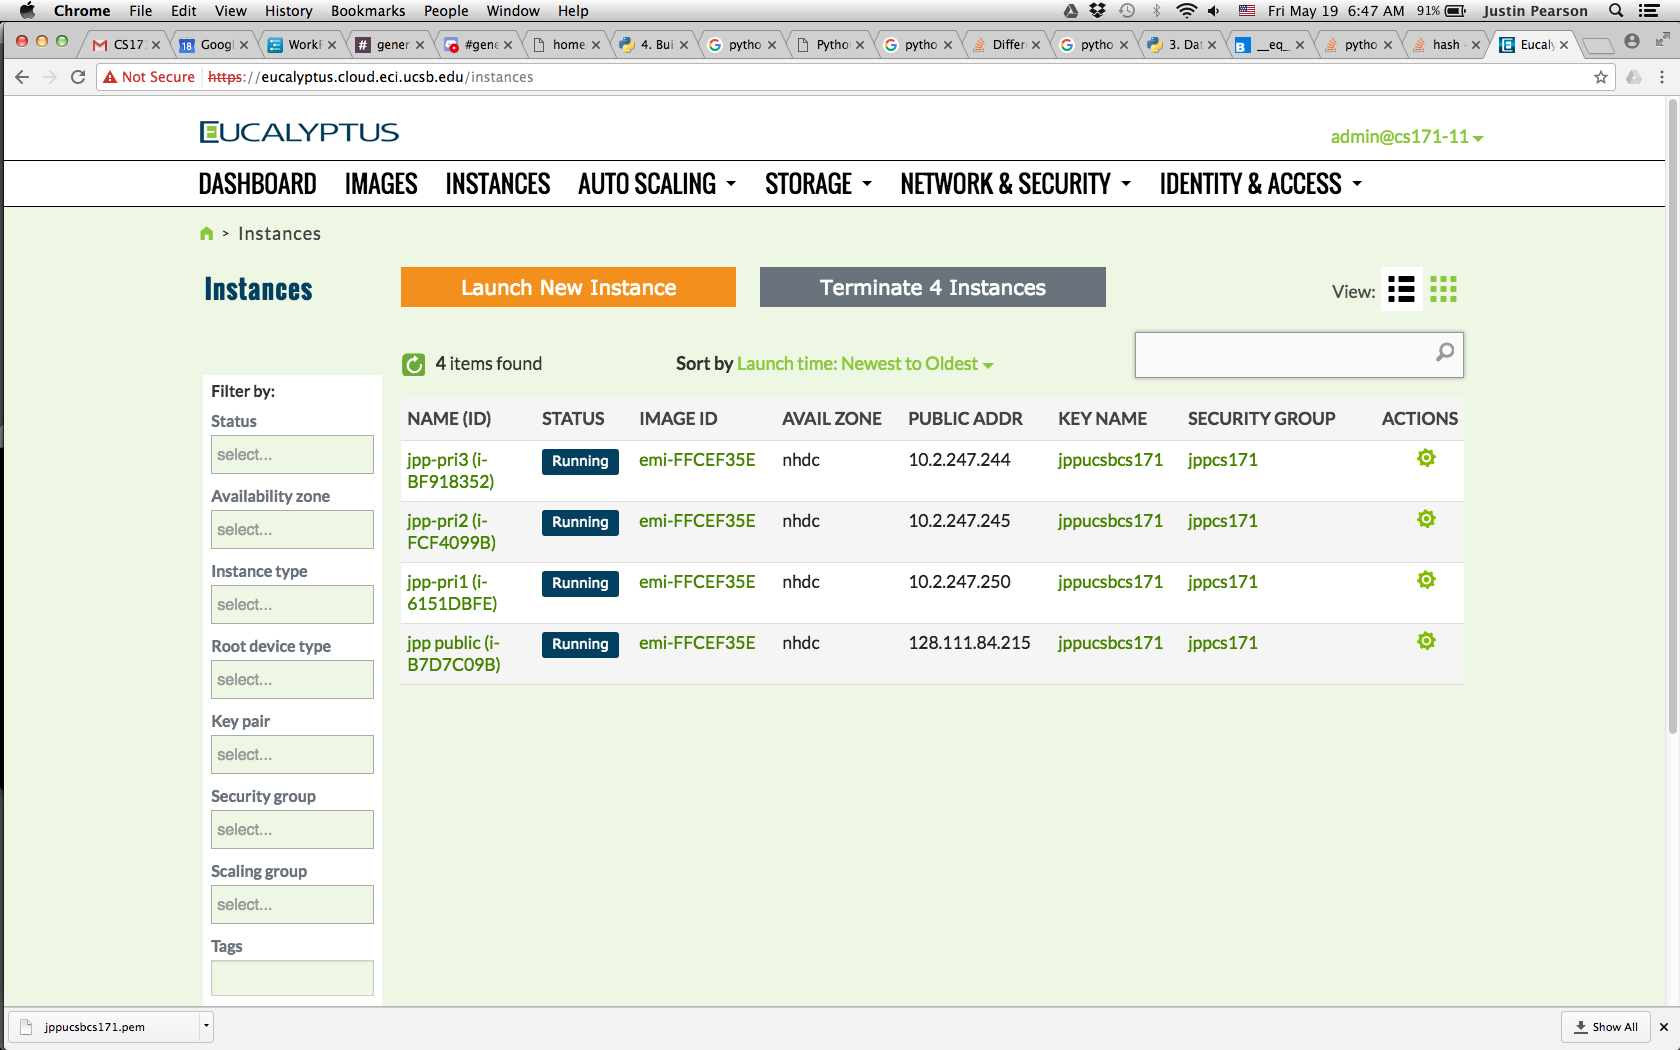 Chrome File Edit View History Bookmarks People Window Help Fri May 19 6:47 AM 91% Justin Pearson
CS17 Googl WorkF gener #gene home 4. Bui pytho Pythor pytho Differ pytho 3. Dat __eq_ pytho hash - Eucaly
Not Secure https://eucalyptus.cloud.eci.ucsb.edu/instances
EUCALYPTUS
admin@cs171-11
DASHBOARD IMAGES INSTANCES AUTO SCALING STORAGE NETWORK & SECURITY IDENTITY & ACCESS
> Instances
Instances
Launch New Instance
Terminate 4 Instances
View:
4 items found
Sort by Launch time: Newest to Oldest
Filter by:
Status
select...
Availability zone
select...
Instance type
select...
Root device type
select...
Key pair
select...
Security group
select...
Scaling group
select...
Tags
NAME (ID) STATUS IMAGE ID AVAIL ZONE PUBLIC ADDR KEY NAME SECURITY GROUP ACTIONS
jpp-pri3 (i- Running emi-FFCEF35E nhdc 10.2.247.244 jppucsbcs171 jppcs171
BF918352)
jpp-pri2 (i- Running emi-FFCEF35E nhdc 10.2.247.245 jppucsbcs171 jppcs171
FCF4099B)
jpp-pri1 (i- Running emi-FFCEF35E nhdc 10.2.247.250 jppucsbcs171 jppcs171
6151DBFE)
jpp public (i- Running emi-FFCEF35E nhdc 128.111.84.215 jppucsbcs171 jppcs171
B7D7C09B)
jppucsbcs171.pem
Show All